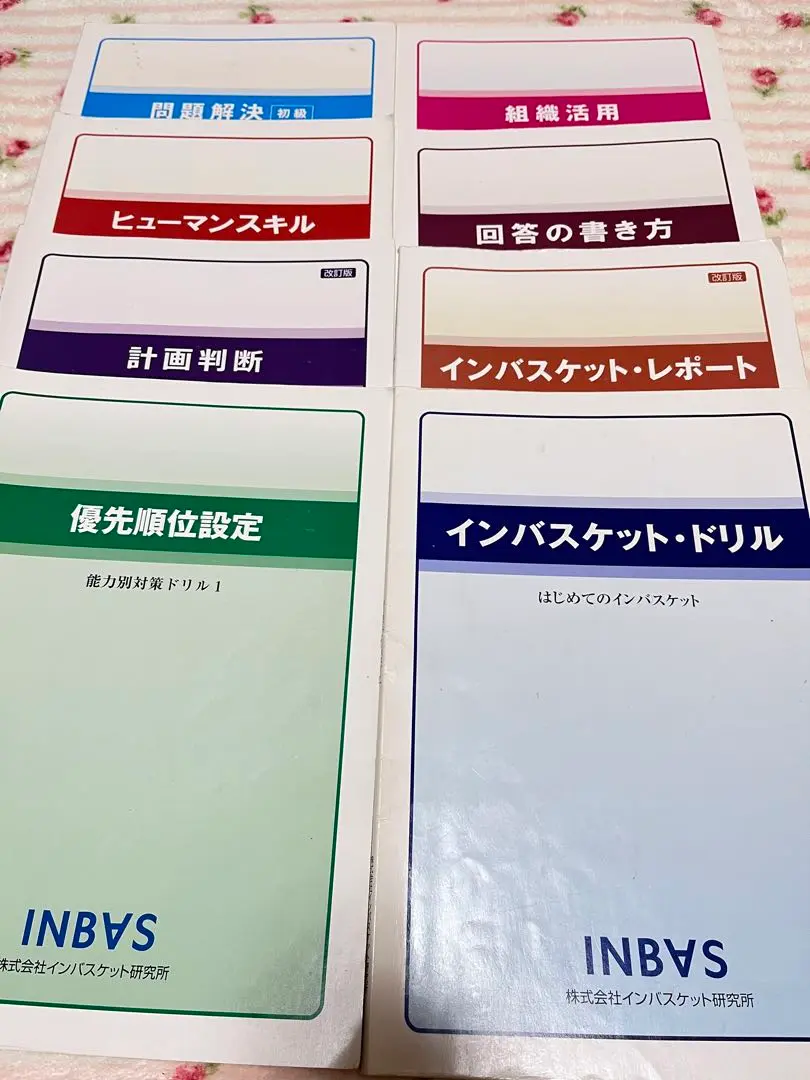 問題解決 初級
組織活用
ヒューマンスキル
回答の書き方
改訂版
計画判断
改訂版
インバスケット・レポート
優先順位設定
能力別対策ドリル1
INBAS
株式会社インバスケット研究所
インバスケット・ドリル
はじめてのインバスケット
INBAS
株式会社インバスケット研究所